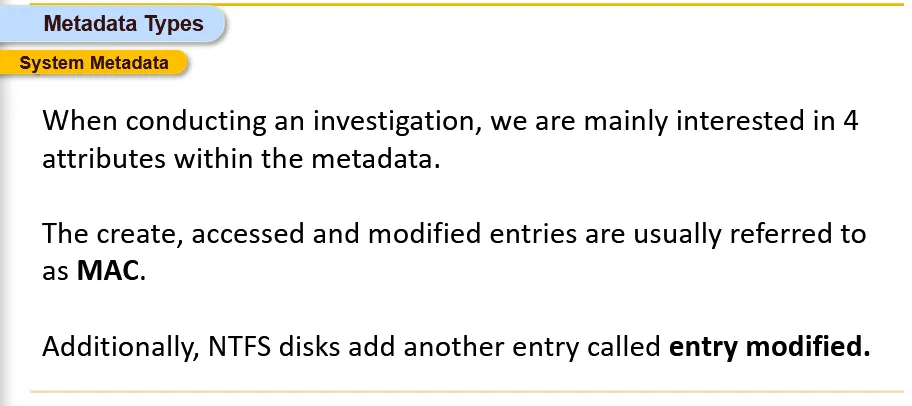 Metadata Types
System Metadata
When conducting an investigation, we are mainly interested in 4
attributes within the metadata.
The create, accessed and modified entries are usually referred to
as MAC.
Additionally, NTFS disks add another entry called entry modified.